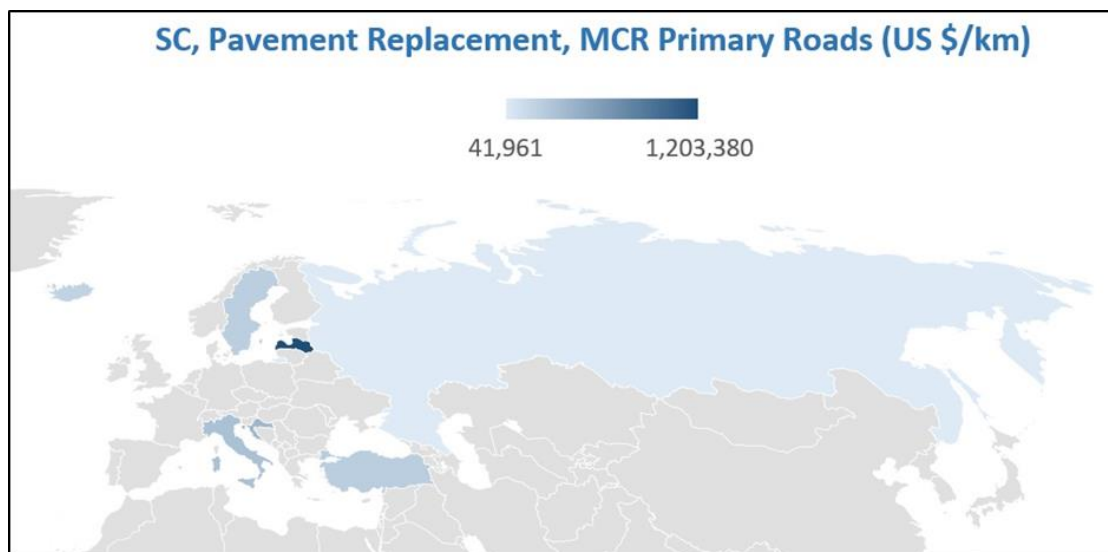 SC, Pavement Replacement, MCR Primary Roads (US $/km)
41,961 1,203,380